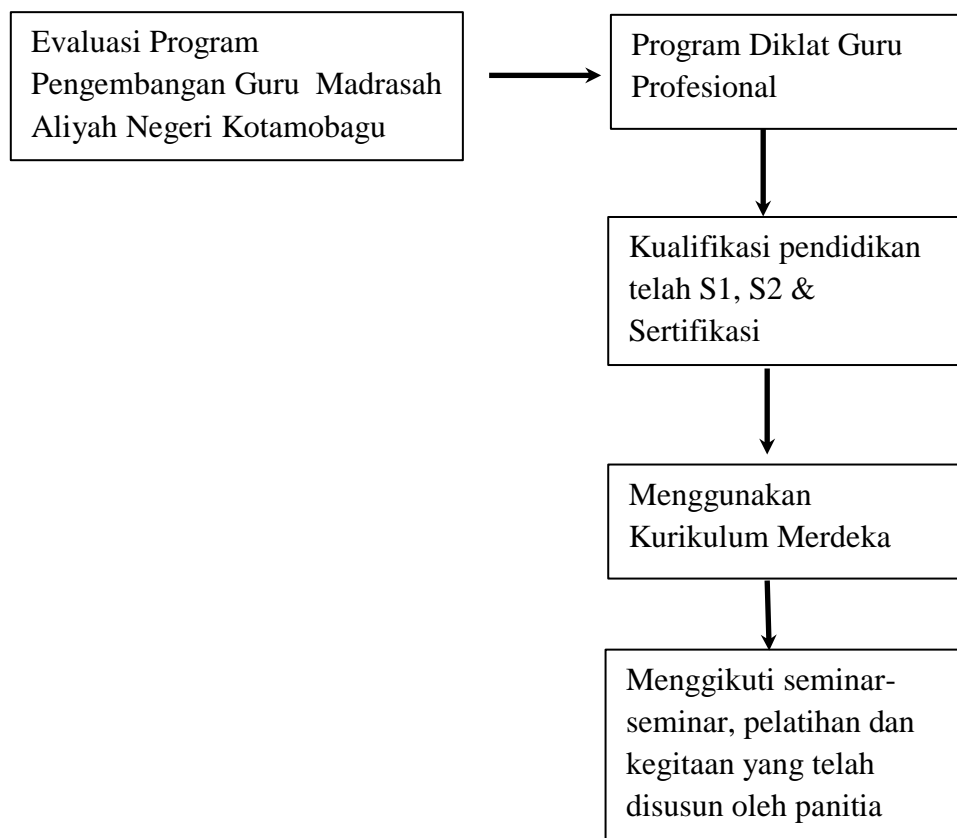 Evaluasi Program
Pengembangan Guru Madrasah
Aliyah Negeri Kotamobagu
Program Diklat Guru
Profesional
Kualifikasi pendidikan
telah S1, S2 &
Sertifikasi
Menggunakan
Kurikulum Merdeka
Menggikuti seminar-
seminar, pelatihan dan
kegitaan yang telah
disusun oleh panitia